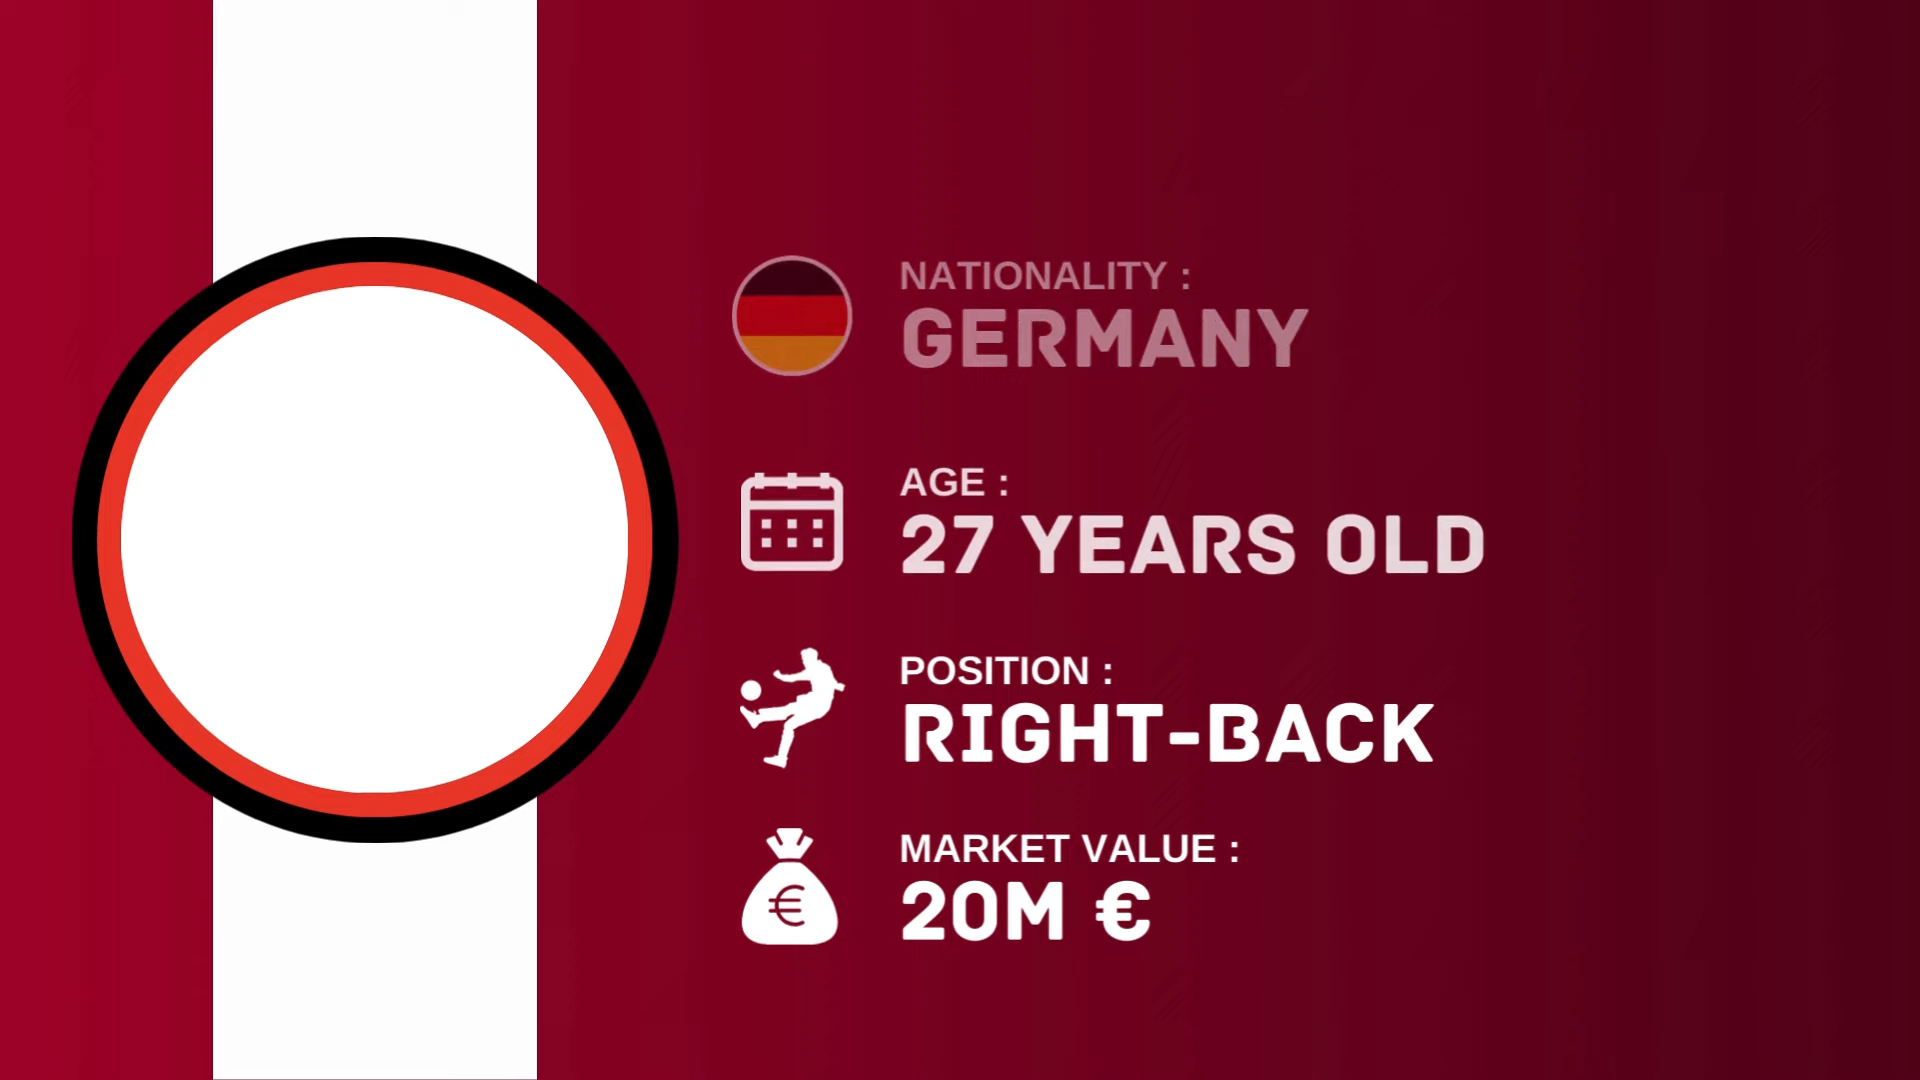 NATIONALITY :
GERMANY
AGE :
27 YEARS OLD
POSITION :
RIGHT-BACK
MARKET VALUE :
20M €